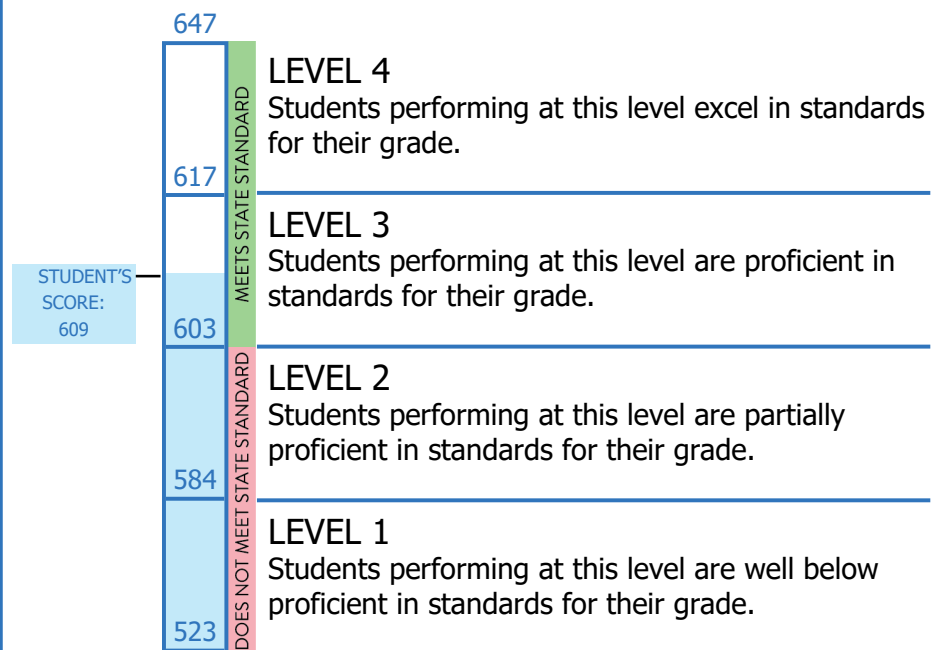 647
LEVEL 4
Students performing at this level excel in standards
for their grade.
617
MEETS STATE STANDARD
LEVEL 3
Students performing at this level are proficient in
standards for their grade.
STUDENT'S
SCORE:
609
603
LEVEL 2
Students performing at this level are partially
proficient in standards for their grade.
584
DOES NOT MEET STATE STANDARD
LEVEL 1
Students performing at this level are well below
proficient in standards for their grade.
523